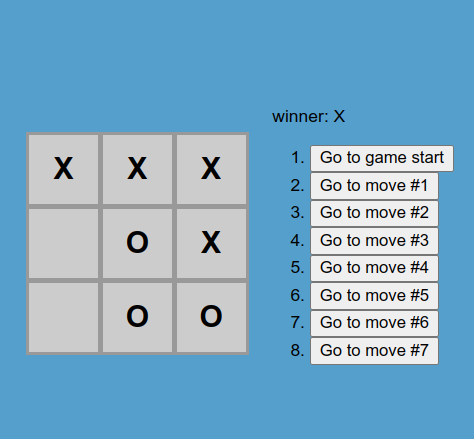 winner: X
X X X
O X
O O
1. Go to game start
2. Go to move #1
3. Go to move #2
4. Go to move #3
5. Go to move #4
6. Go to move #5
7. Go to move #6
8. Go to move #7